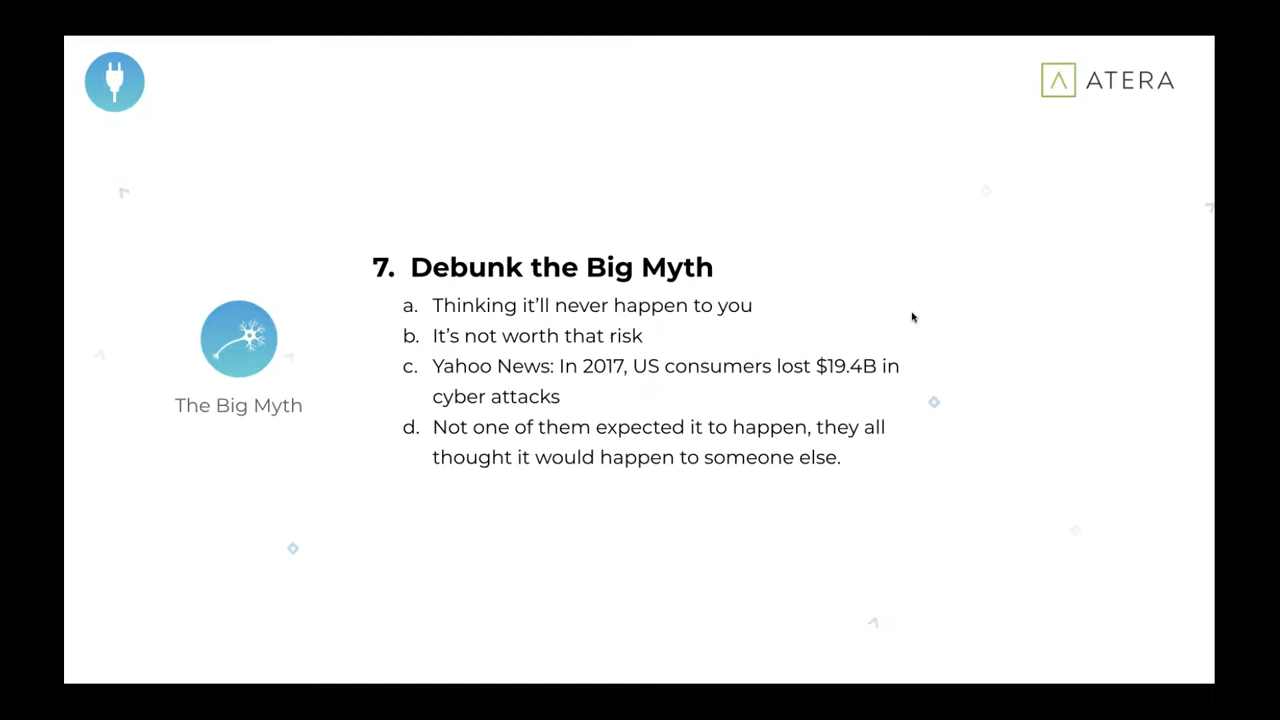 ATERA
7. Debunk the Big Myth
a. Thinking it’ll never happen to you
b. It’s not worth that risk
c. Yahoo News: In 2017, US consumers lost $19.4B in
cyber attacks
d. Not one of them expected it to happen, they all
thought it would happen to someone else.
The Big Myth